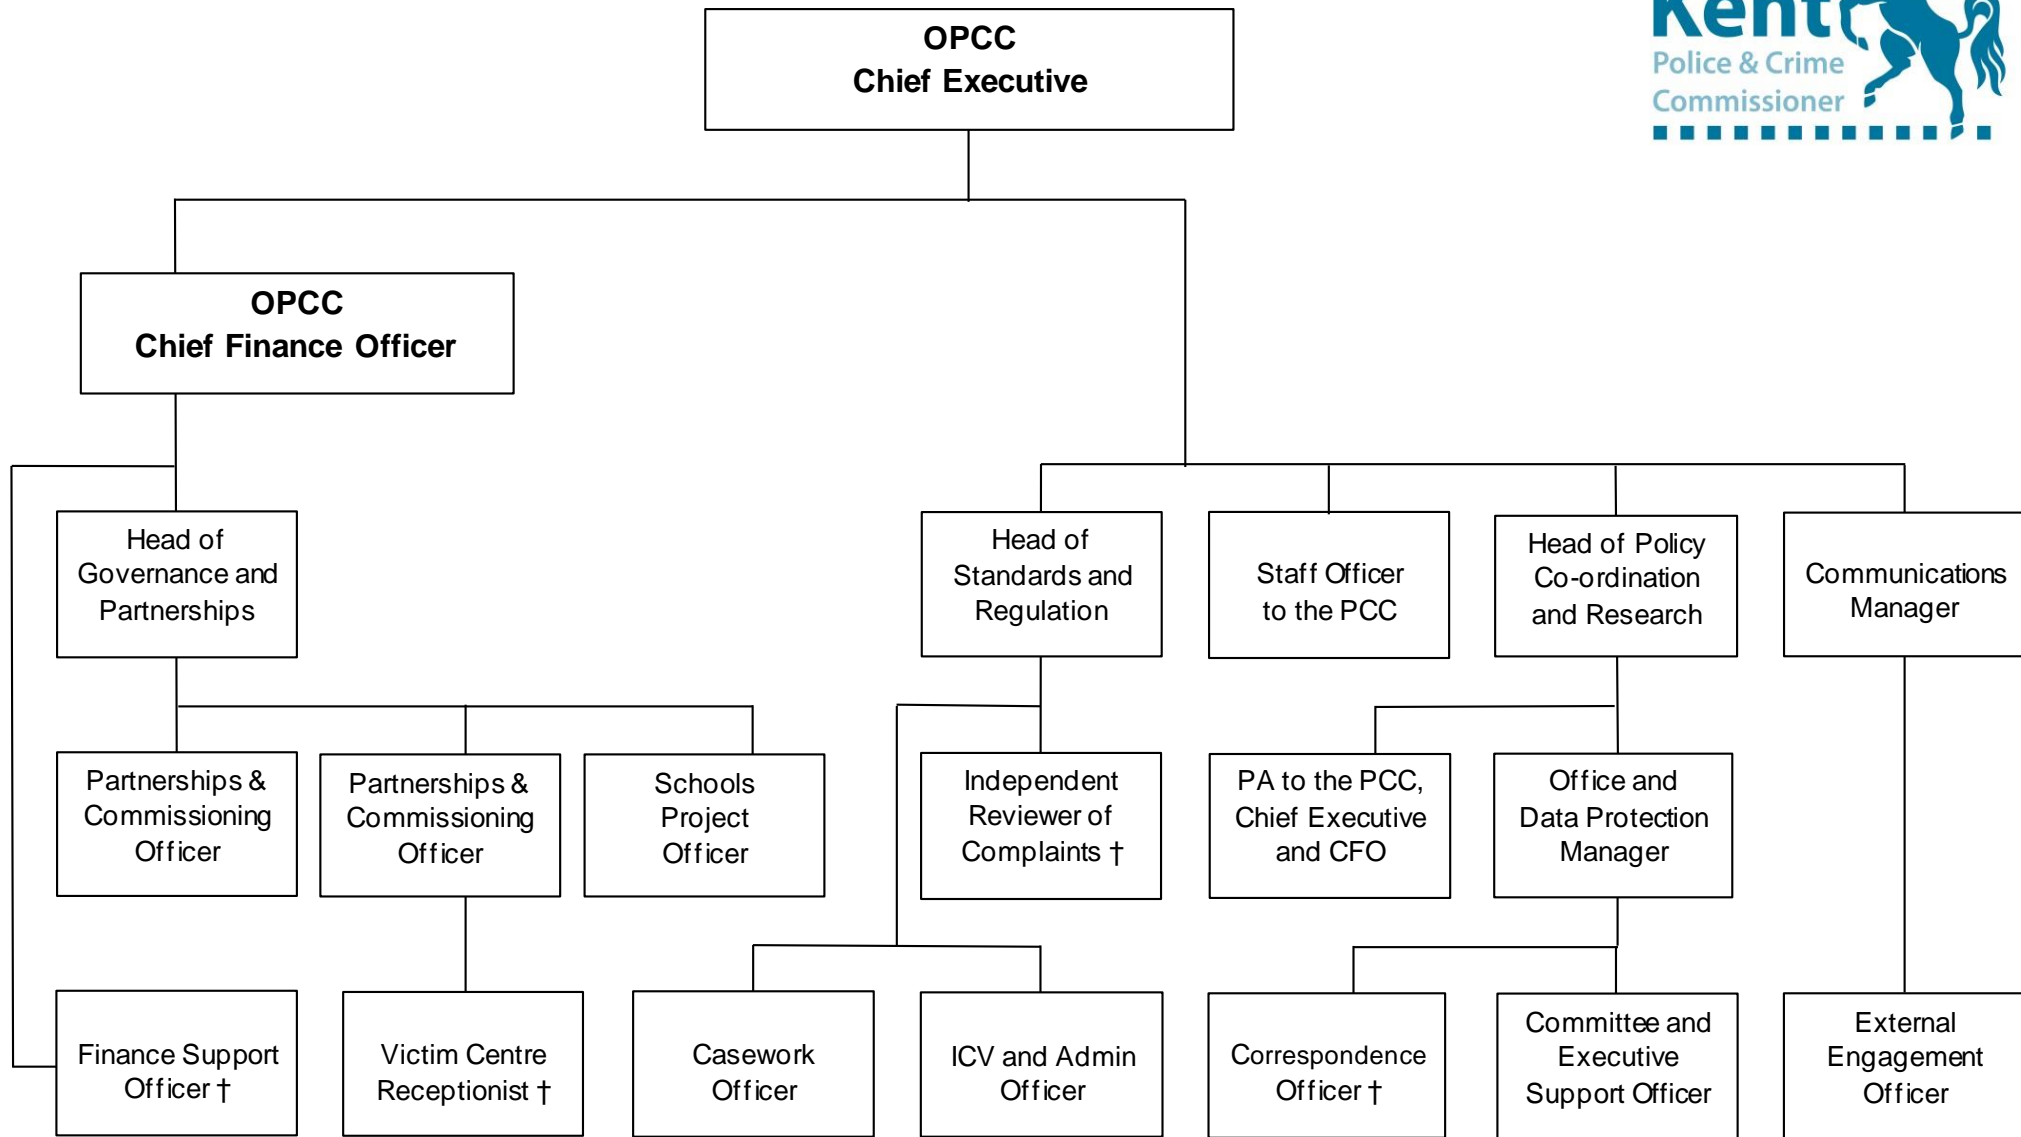 OPCC
Chief Executive
Kent
Police & Crime
Commissioner
OPCC
Chief Finance Officer
Head of
Governance and
Partnerships
Head of
Standards and
Regulation
Staff Officer
to the PCC
Head of Policy
Co-ordination
and Research
Communications
Manager
Partnerships &
Commissioning
Officer
Partnerships &
Commissioning
Officer
Schools
Project
Officer
Independent
Reviewer of
Complaints †
PA to the PCC,
Chief Executive
and CFO
Office and
Data Protection
Manager
Finance Support
Officer †
Victim Centre
Receptionist †
Casework
Officer
ICV and Admin
Officer
Correspondence
Officer †
Committee and
Executive
Support Officer
External
Engagement
Officer